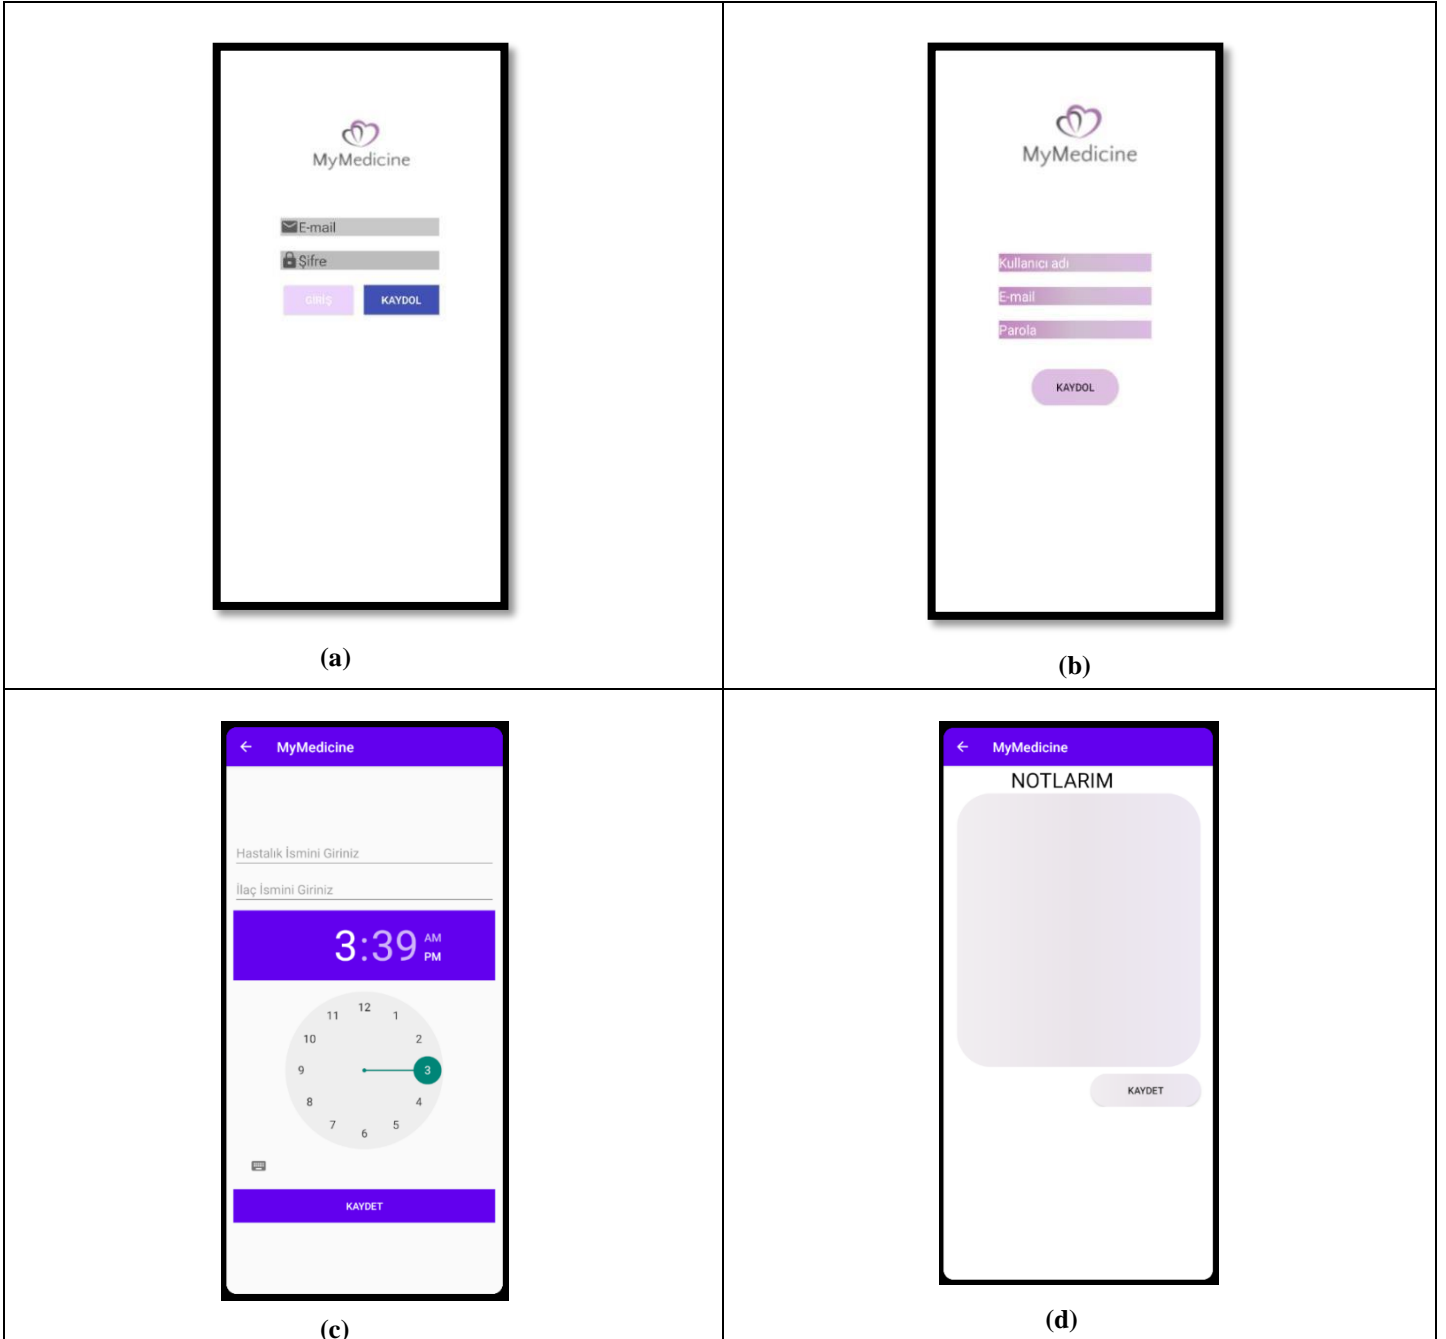 MyMedicine
E-mail
Şifre
GİRİŞ KAYDOL
(a)
MyMedicine
Kullanıcı adı
E-mail
Parola
KAYDOL
(b)
MyMedicine
Hastalık İsmini Giriniz
İlaç İsmini Giriniz
3:39 AM
PM
12
11 1
10 2
9 3
8 4
7 5
6
KAYDET
(c)
MyMedicine
NOTLARIM
KAYDET
(d)